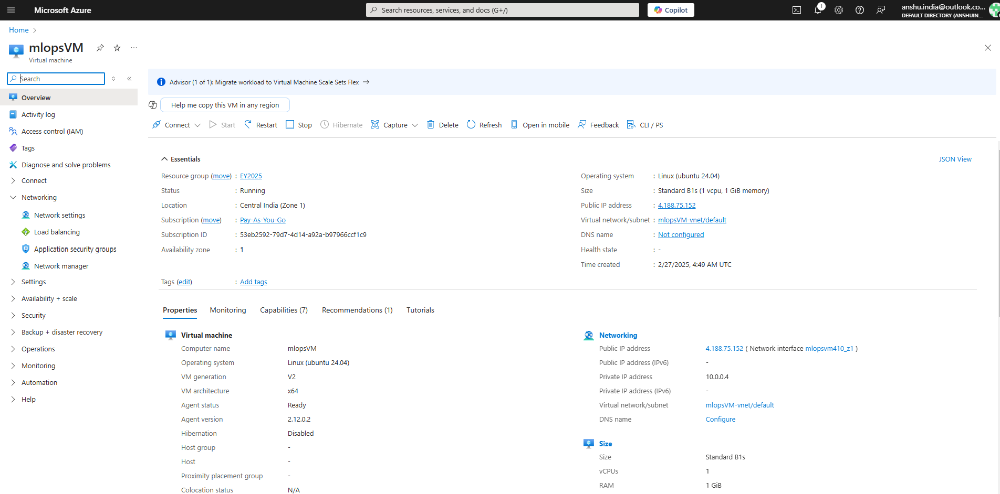 Microsoft Azure
Search resources, services, and docs (G+/)
Copilot
1
anshu.india@outlook.co...
DEFAULT DIRECTORY (ANSHUIN...
Home
mlopsVM
...
Virtual machine
Search
Overview
Activity log
Access control (IAM)
Tags
Diagnose and solve problems
Connect
Networking
Network settings
Load balancing
Application security groups
Network manager
Settings
Availability + scale
Security
Backup + disaster recovery
Operations
Monitoring
Automation
Help
Advisor (1 of 1): Migrate workload to Virtual Machine Scale Sets Flex →
Help me copy this VM in any region
Connect Start Restart Stop Hibernate Capture Delete Refresh Open in mobile Feedback CLI / PS
Essentials
JSON View
Resource group (move) : EY2025
Status : Running
Location : Central India (Zone 1)
Subscription (move) : Pay-As-You-Go
Subscription ID : 53eb2592-79d7-4d14-a92a-b97966ccf1c9
Availability zone : 1
Operating system : Linux (ubuntu 24.04)
Size : Standard B1s (1 vcpu, 1 GiB memory)
Public IP address : 4.188.75.152
Virtual network/subnet : mlopsVM-vnet/default
DNS name : Not configured
Health state : -
Time created : 2/27/2025, 4:49 AM UTC
Tags (edit) : Add tags
Properties Monitoring Capabilities (7) Recommendations (1) Tutorials
Virtual machine
Computer name mlopsVM
Operating system Linux (ubuntu 24.04)
VM generation V2
VM architecture x64
Agent status Ready
Agent version 2.12.0.2
Hibernation Disabled
Host group -
Host -
Proximity placement group -
Colocation status N/A
Networking
Public IP address 4.188.75.152 ( Network interface mlopsvm410_z1 )
Public IP address (IPv6) -
Private IP address 10.0.0.4
Private IP address (IPv6) -
Virtual network/subnet mlopsVM-vnet/default
DNS name Configure
Size
Size Standard B1s
vCPUs 1
RAM 1 GiB